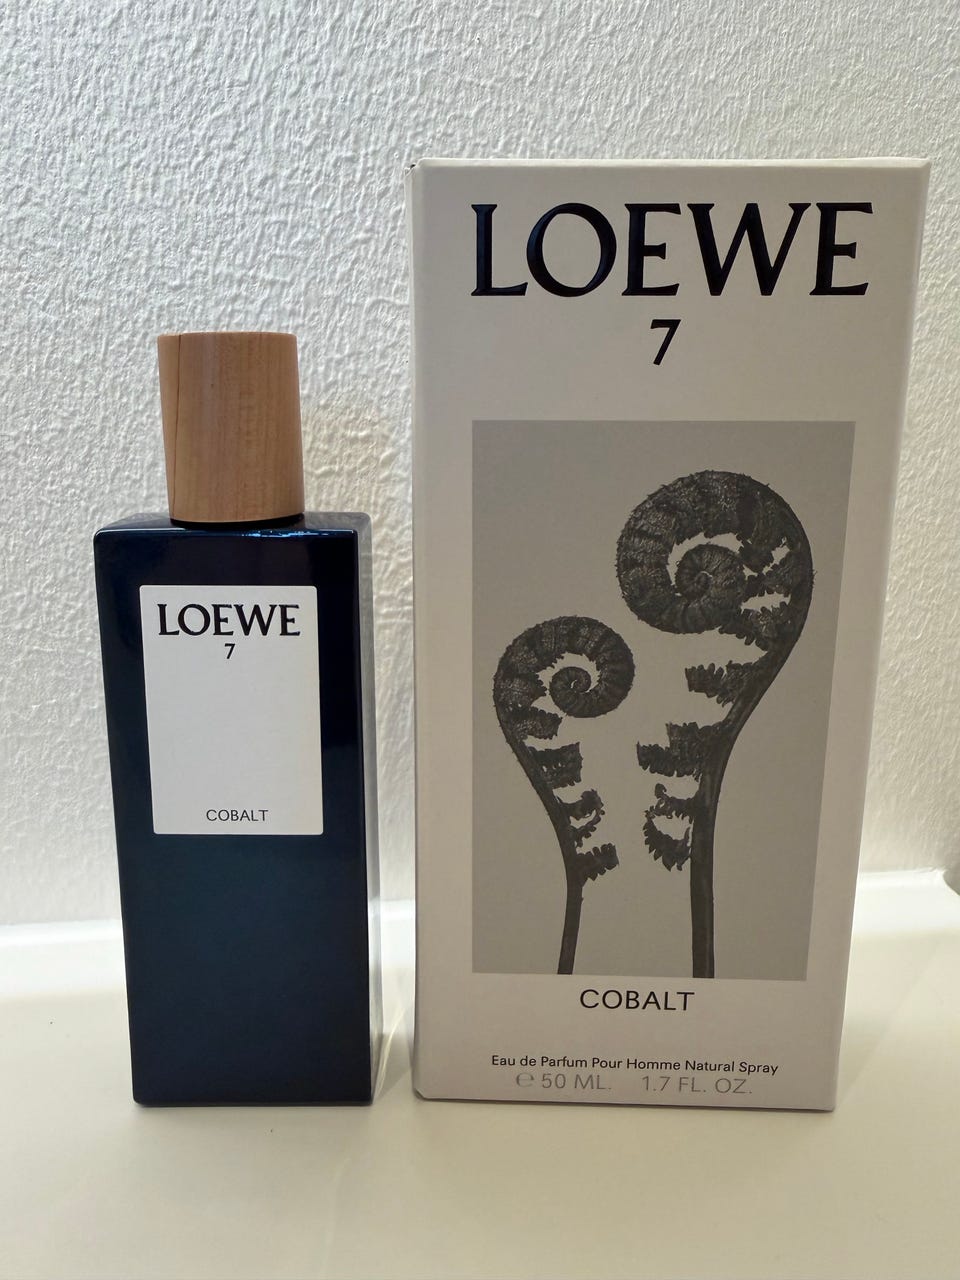 LOEWE
7
COBALT
LOEWE
7
COBALT
Eau de Parfum Pour Homme Natural Spray
℮ 50 ML. 1.7 FL. OZ.